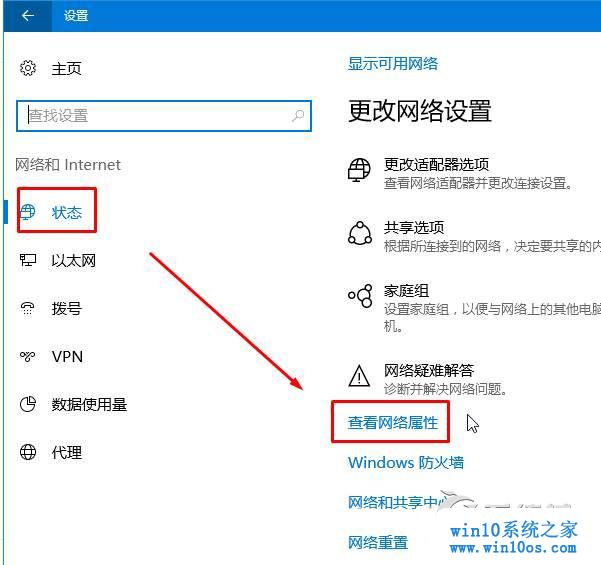 设置
主页
查找设置
网络和 Internet
状态
以太网
拨号
VPN
数据使用量
代理
显示可用网络
更改网络设置
更改适配器选项
查看网络适配器并更改连接设置。
共享选项
根据所连接到的网络，决定要共享的内
家庭组
设置家庭组，以便与网络上的其他电脑
机。
网络疑难解答
诊断并解决网络问题。
查看网络属性
Windows 防火墙
网络和共享中心
网络重置
win10系统之家
www.win10os.com